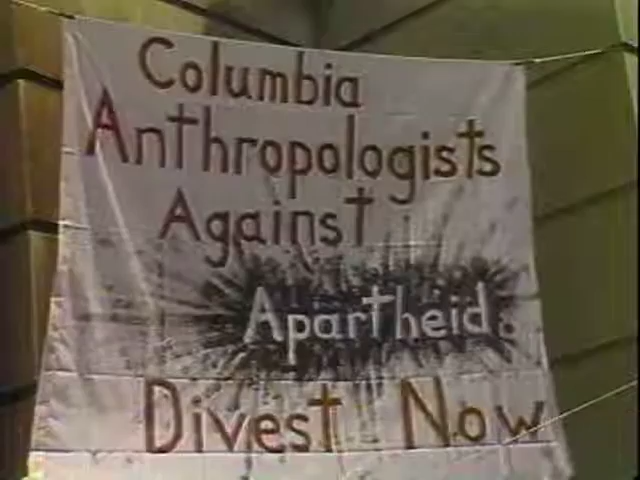 Columbia
Anthropologists
Against
Apartheid.
Divest Now